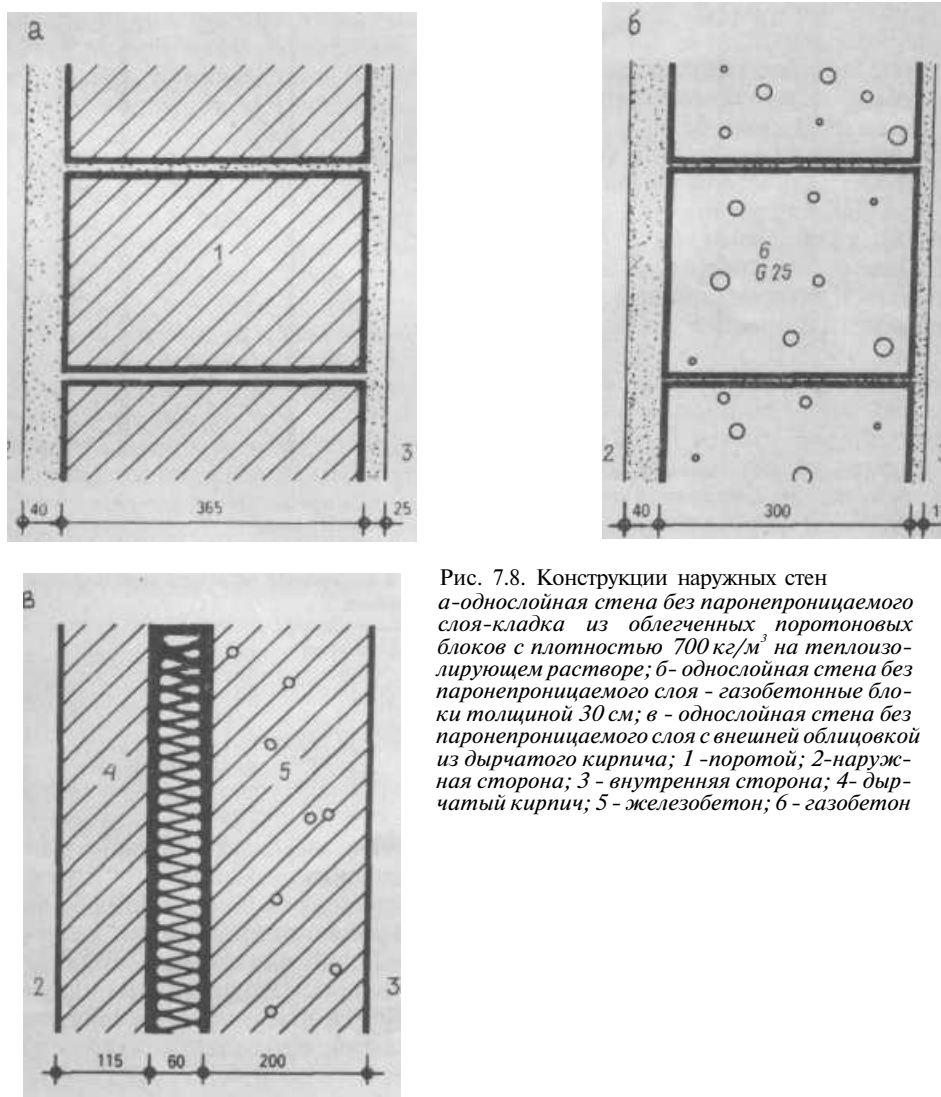 а
1
3
40 365 25
б
6
G 25
2
40 300
в
4 5
2 3
115 60 200
Рис. 7.8. Конструкции наружных стен
а-однослойная стена без паронепроницаемого
слоя-кладка из облегченных поротоновых
блоков с плотностью 700 кг/м³ на теплоизо-
лирующем растворе; б- однослойная стена без
паронепроницаемого слоя - газобетонные бло-
ки толщиной 30 см; в - однослойная стена без
паронепроницаемого слоя с внешней облицовкой
из дырчатого кирпича; 1 -поротой; 2-наруж-
ная сторона; 3 - внутренняя сторона; 4- дыр-
чатый кирпич; 5 - железобетон; 6 - газобетон